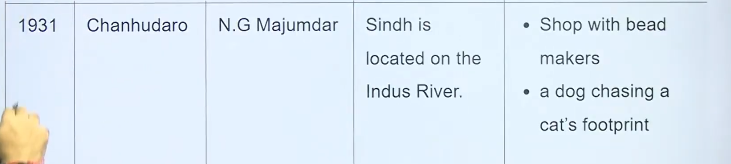 1931 Chanhudaro N.G Majumdar Sindh is • Shop with bead
located on the makers
Indus River. • a dog chasing a
cat's footprint